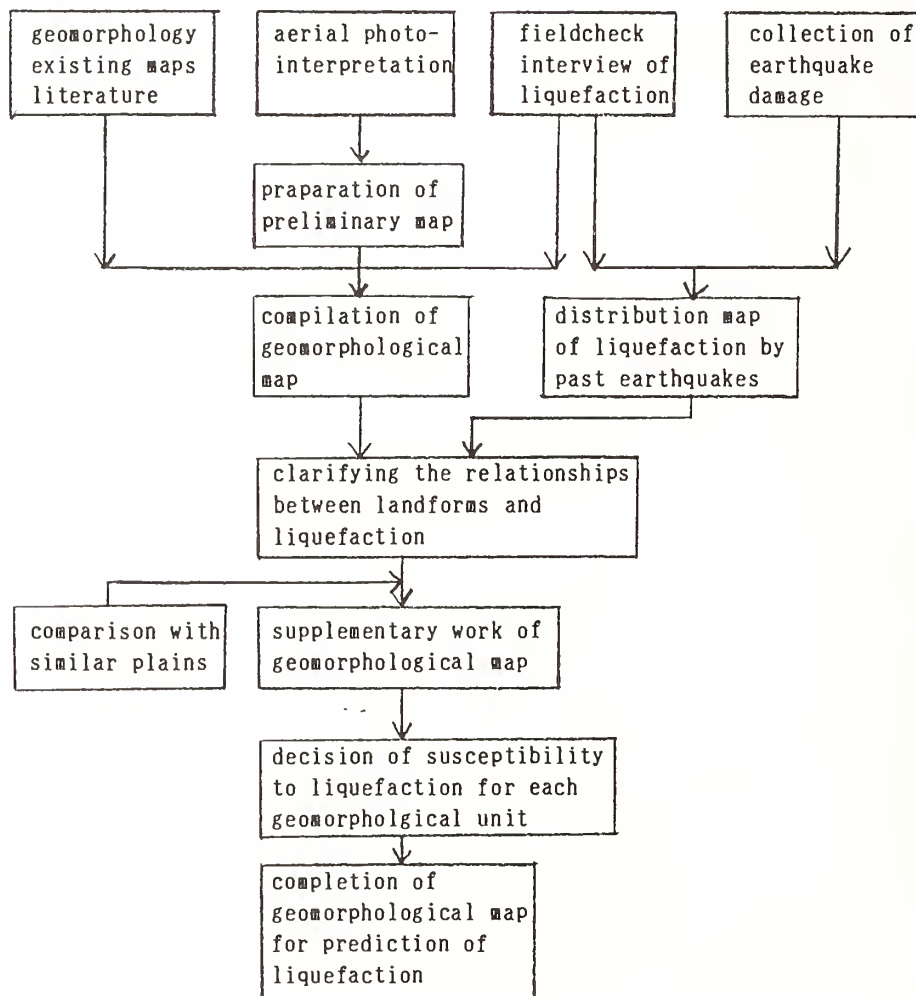 geomorphology
existing maps
literature
aerial photo-
interpretation
fieldcheck
interview of
liquefaction
collection of
earthquake
damage
praparation of
preliminary map
compilation of
geomorphological
map
distribution map
of liquefaction by
past earthquakes
clarifying the relationships
between landforms and
liquefaction
comparison with
similar plains
supplementary work of
geomorphological map
decision of susceptibility
to liquefaction for each
geomorpholgical unit
completion of
geomorphological map
for prediction of
liquefaction